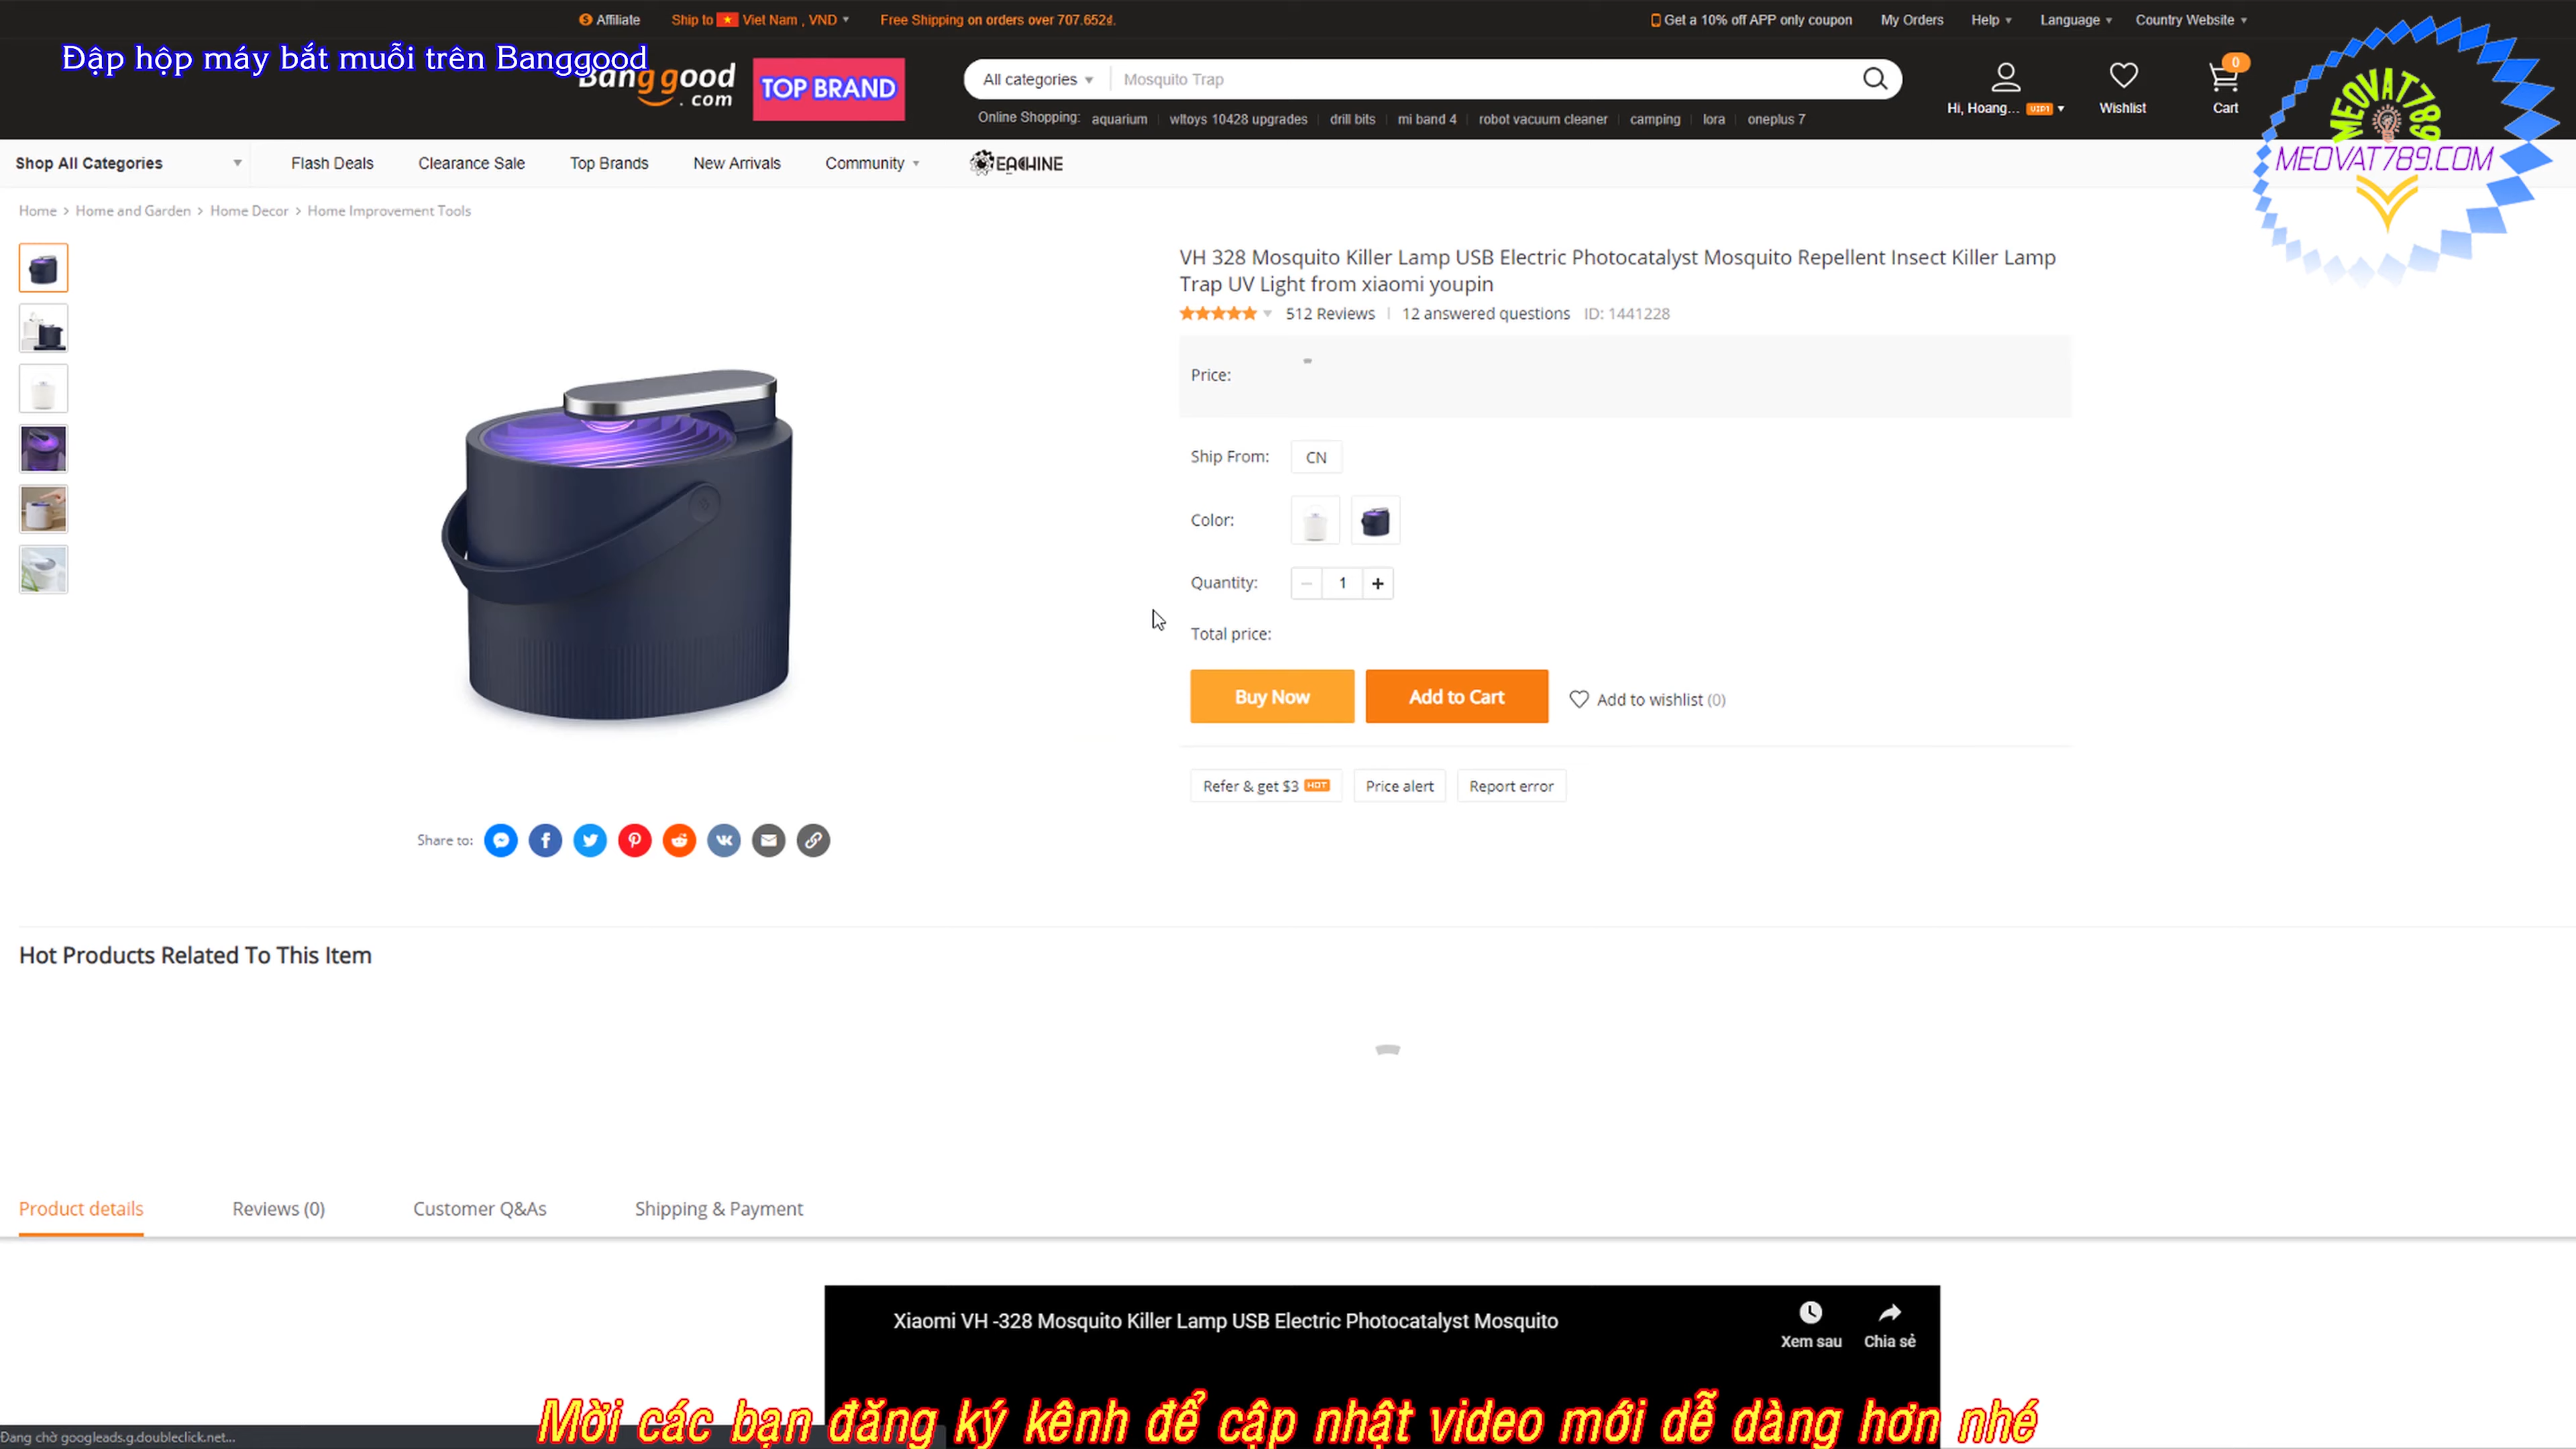 Affiliate Ship to Viet Nam , VND Free Shipping on orders over 707.652₫. Get a 10% off APP only coupon My Orders Help Language Country Website
Đập hộp máy bắt muỗi trên Banggood
Banggood
.com
TOP BRAND
All categories Mosquito Trap
Online Shopping: aquarium wltoys 10428 upgrades drill bits mi band 4 robot vacuum cleaner camping lora oneplus 7
Hi, Hoang... VIP1
Wishlist
0
Cart
MEOVAT789
MEOVAT789.COM
Shop All Categories Flash Deals Clearance Sale Top Brands New Arrivals Community EACHINE
Home > Home and Garden > Home Decor > Home Improvement Tools
VH 328 Mosquito Killer Lamp USB Electric Photocatalyst Mosquito Repellent Insect Killer Lamp
Trap UV Light from xiaomi youpin
512 Reviews 12 answered questions ID: 1441228
Price:
Ship From: CN
Color:
Quantity: − 1 +
Total price:
Buy Now Add to Cart Add to wishlist (0)
Refer & get $3 HOT Price alert Report error
Share to:
Hot Products Related To This Item
Product details Reviews (0) Customer Q&As Shipping & Payment
Xiaomi VH -328 Mosquito Killer Lamp USB Electric Photocatalyst Mosquito
Xem sau Chia sẻ
Mời các bạn đăng ký kênh để cập nhật video mới dễ dàng hơn nhé
Đang chờ googleads.g.doubleclick.net...